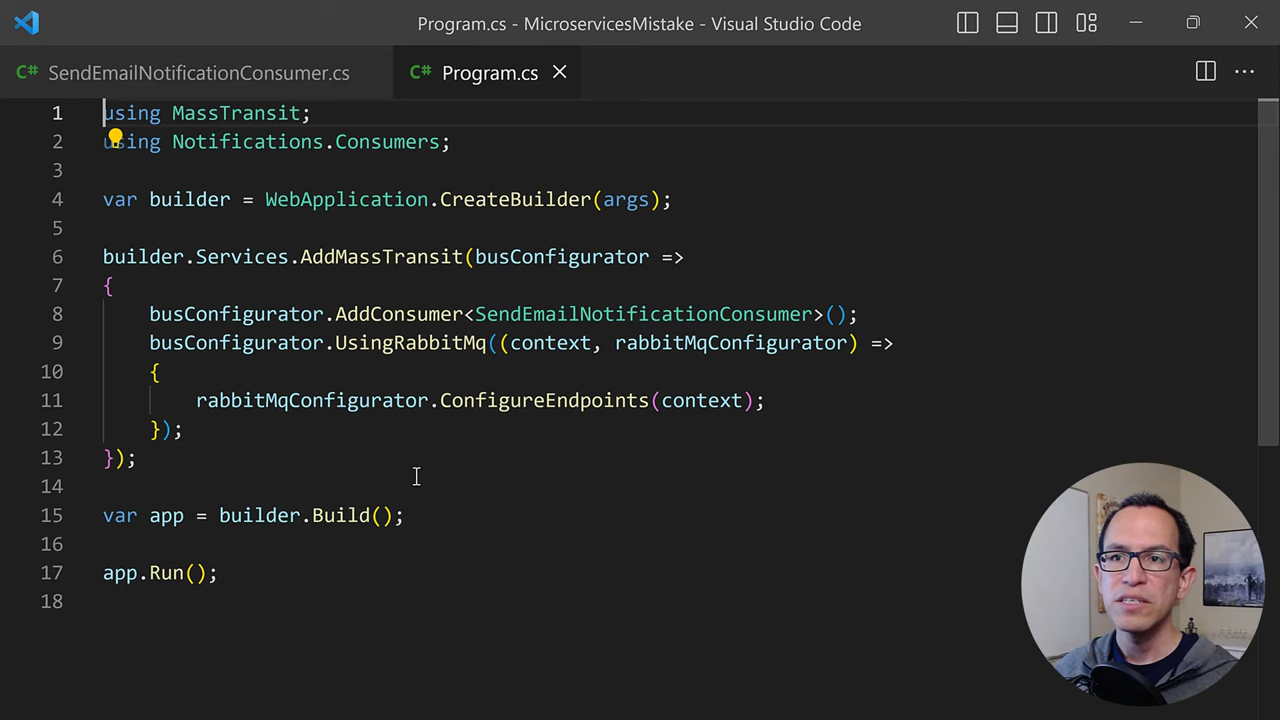 Program.cs - MicroservicesMistake - Visual Studio Code
C# SendEmailNotificationConsumer.cs
C# Program.cs
1 using MassTransit;
2 using Notifications.Consumers;
3
4 var builder = WebApplication.CreateBuilder(args);
5
6 builder.Services.AddMassTransit(busConfigurator =>
7 {
8 busConfigurator.AddConsumer<SendEmailNotificationConsumer>();
9 busConfigurator.UsingRabbitMq((context, rabbitMqConfigurator) =>
10 {
11 rabbitMqConfigurator.ConfigureEndpoints(context);
12 });
13 });
14
15 var app = builder.Build();
16
17 app.Run();
18